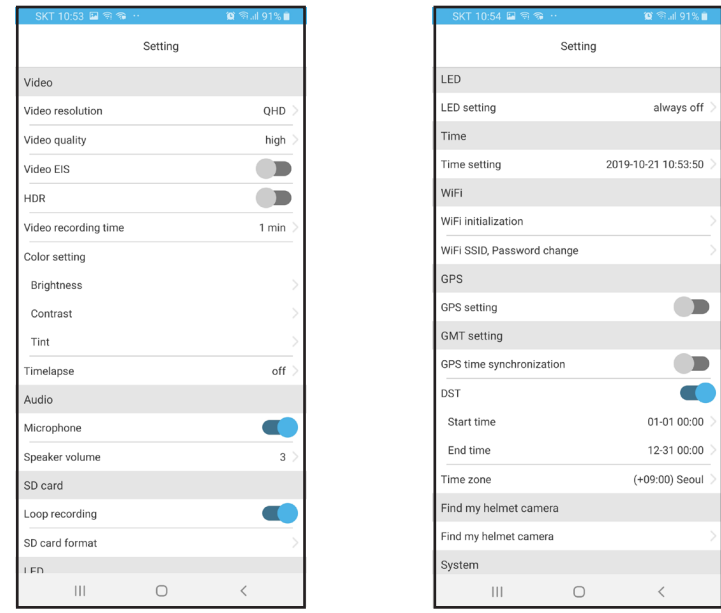 SKT 10:53 91%
Setting
Video
Video resolution QHD
Video quality high
Video EIS
HDR
Video recording time 1 min
Color setting
Brightness
Contrast
Tint
Timelapse off
Audio
Microphone
Speaker volume 3
SD card
Loop recording
SD card format
LED
SKT 10:54 91%
Setting
LED
LED setting always off
Time
Time setting 2019-10-21 10:53:50
WiFi
WiFi initialization
WiFi SSID, Password change
GPS
GPS setting
GMT setting
GPS time synchronization
DST
Start time 01-01 00:00
End time 12-31 00:00
Time zone (+09:00) Seoul
Find my helmet camera
Find my helmet camera
System